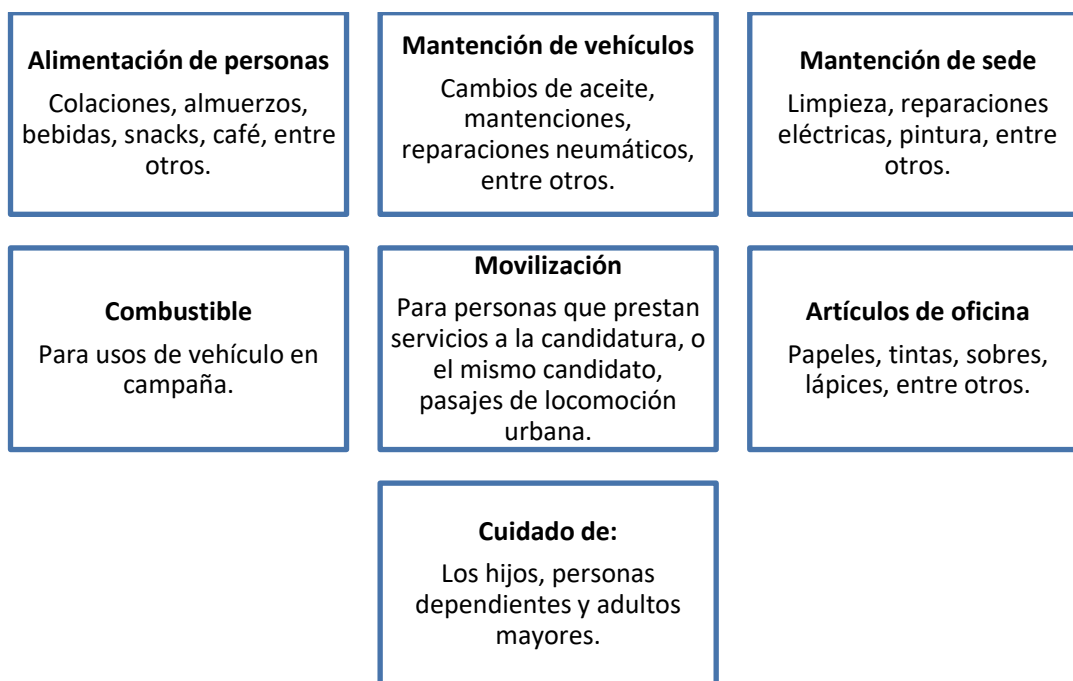 Alimentación de personas
Colaciones, almuerzos,
bebidas, snacks, café, entre
otros.
Mantención de vehículos
Cambios de aceite,
mantenciones,
reparaciones neumáticos,
entre otros.
Mantención de sede
Limpieza, reparaciones
eléctricas, pintura, entre
otros.
Combustible
Para usos de vehículo en
campaña.
Movilización
Para personas que prestan
servicios a la candidatura, o
el mismo candidato,
pasajes de locomoción
urbana.
Artículos de oficina
Papeles, tintas, sobres,
lápices, entre otros.
Cuidado de:
Los hijos, personas
dependientes y adultos
mayores.